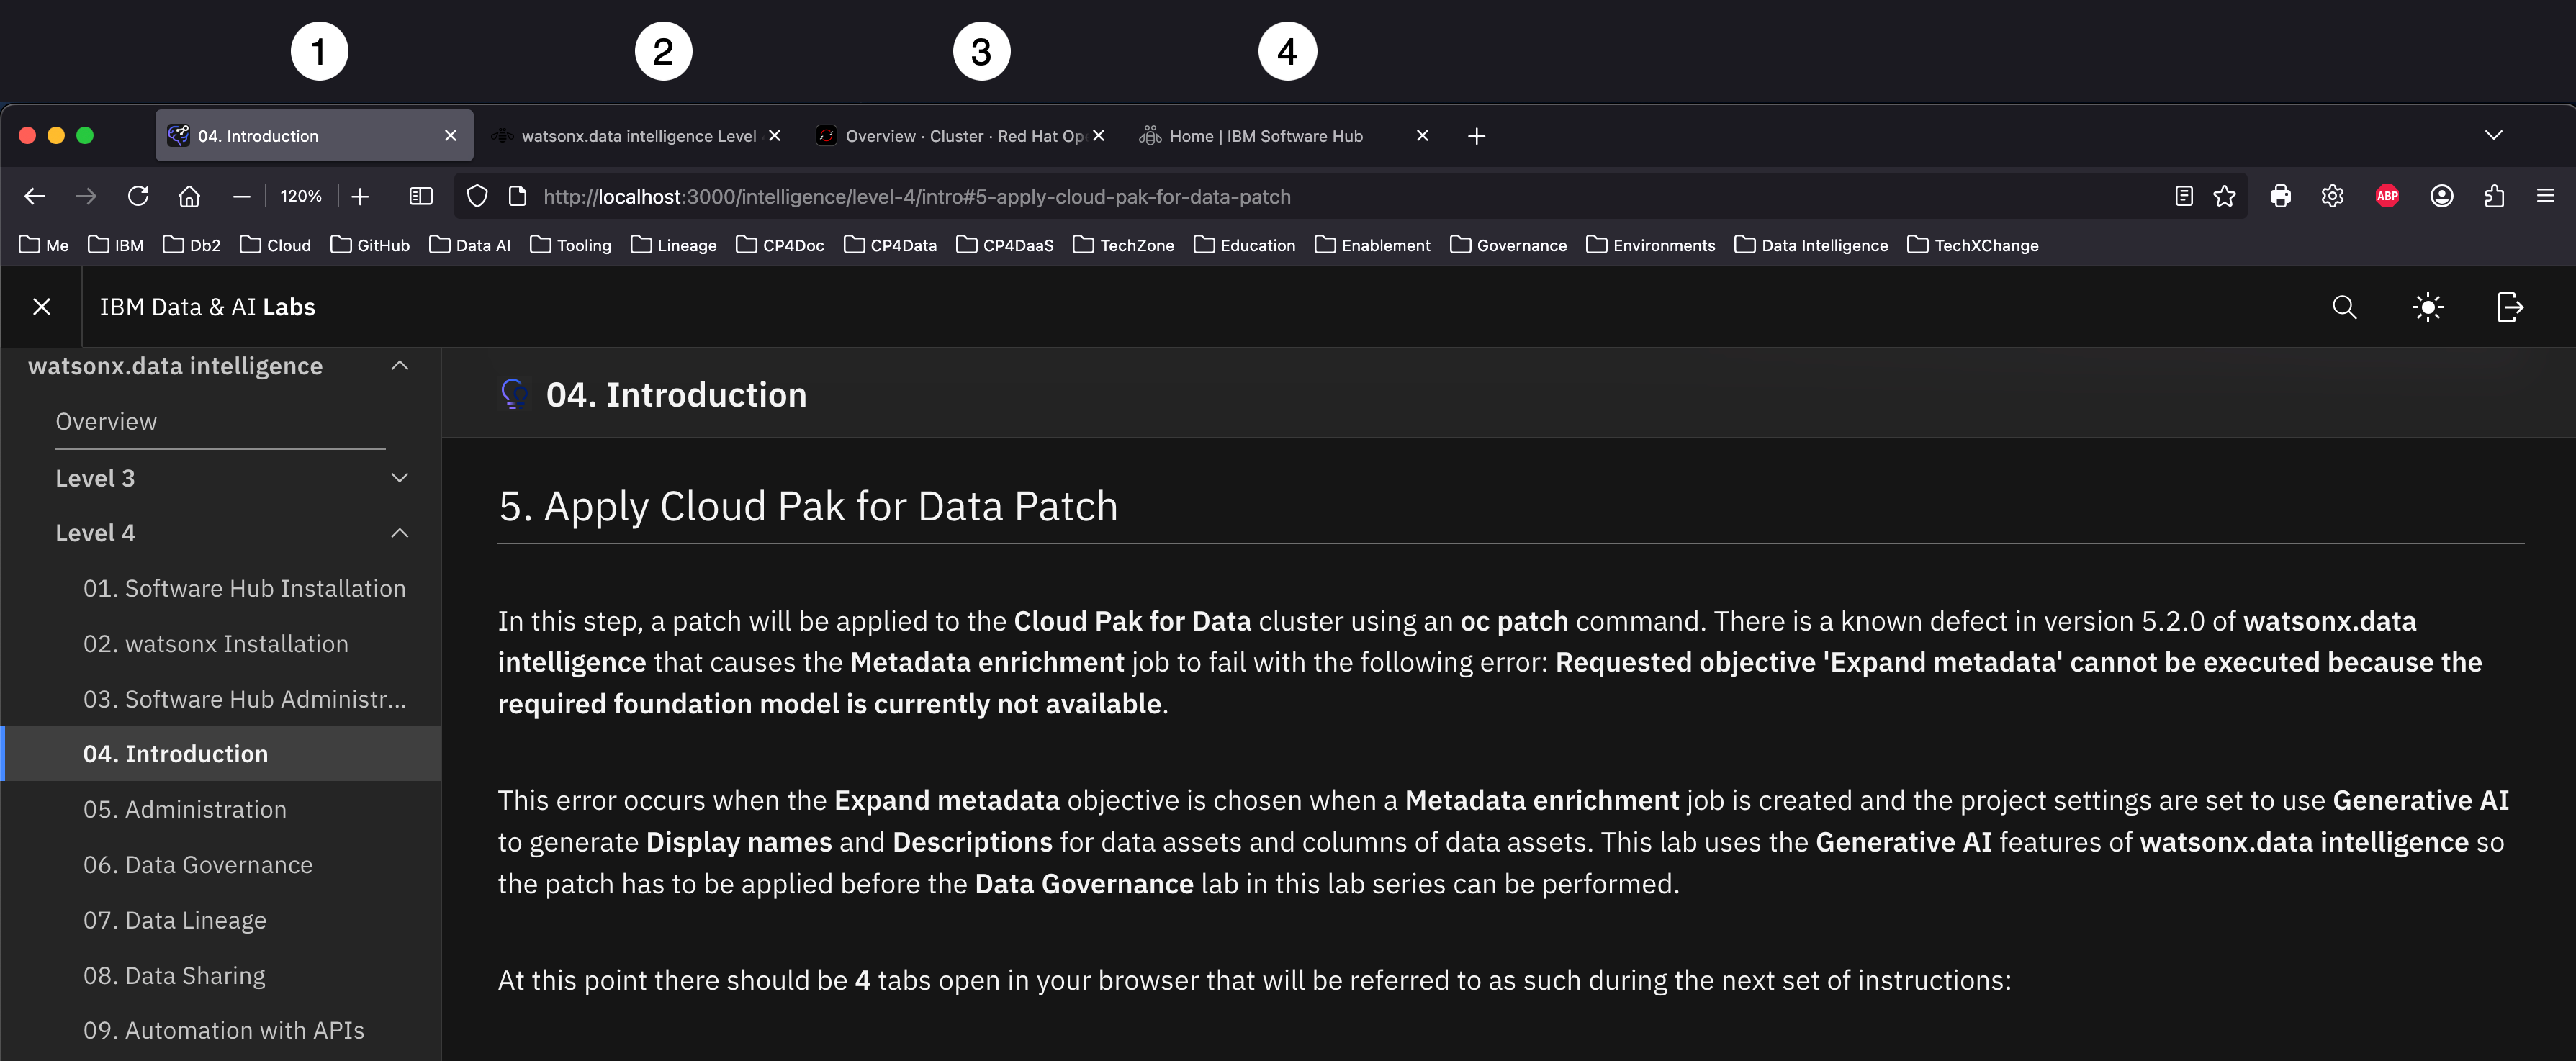 1 2 3 4
04. Introduction
watsonx.data intelligence Level
Overview · Cluster · Red Hat Ope
Home | IBM Software Hub
120%
http://localhost:3000/intelligence/level-4/intro#5-apply-cloud-pak-for-data-patch
ABP
Me IBM Db2 Cloud GitHub Data AI Tooling Lineage CP4Doc CP4Data CP4DaaS TechZone Education Enablement Governance Environments Data Intelligence TechXChange
IBM Data & AI Labs
watsonx.data intelligence
Overview
Level 3
Level 4
01. Software Hub Installation
02. watsonx Installation
03. Software Hub Administr...
04. Introduction
05. Administration
06. Data Governance
07. Data Lineage
08. Data Sharing
09. Automation with APIs
04. Introduction
5. Apply Cloud Pak for Data Patch
In this step, a patch will be applied to the Cloud Pak for Data cluster using an oc patch command. There is a known defect in version 5.2.0 of watsonx.data
intelligence that causes the Metadata enrichment job to fail with the following error: Requested objective 'Expand metadata' cannot be executed because the
required foundation model is currently not available.
This error occurs when the Expand metadata objective is chosen when a Metadata enrichment job is created and the project settings are set to use Generative AI
to generate Display names and Descriptions for data assets and columns of data assets. This lab uses the Generative AI features of watsonx.data intelligence so
the patch has to be applied before the Data Governance lab in this lab series can be performed.
At this point there should be 4 tabs open in your browser that will be referred to as such during the next set of instructions: